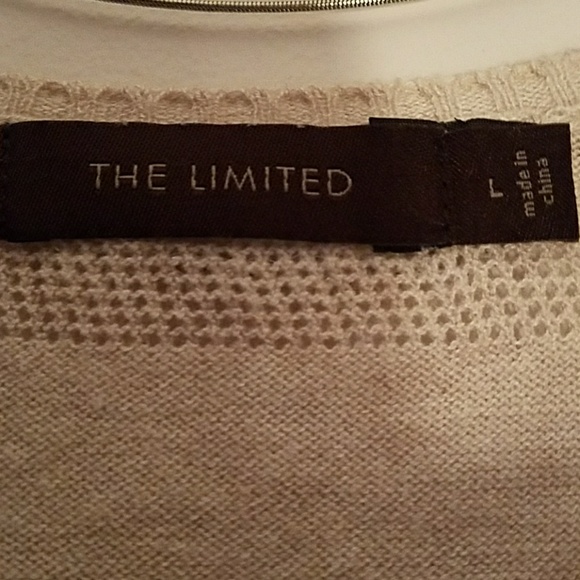 THE LIMITED
L
made in
china